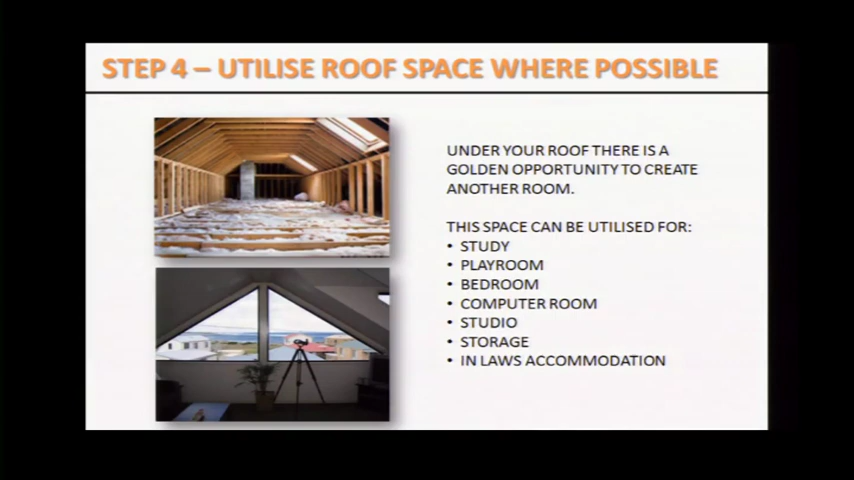 STEP 4 – UTILISE ROOF SPACE WHERE POSSIBLE
UNDER YOUR ROOF THERE IS A
GOLDEN OPPORTUNITY TO CREATE
ANOTHER ROOM.
THIS SPACE CAN BE UTILISED FOR:
• STUDY
• PLAYROOM
• BEDROOM
• COMPUTER ROOM
• STUDIO
• STORAGE
• IN LAWS ACCOMMODATION